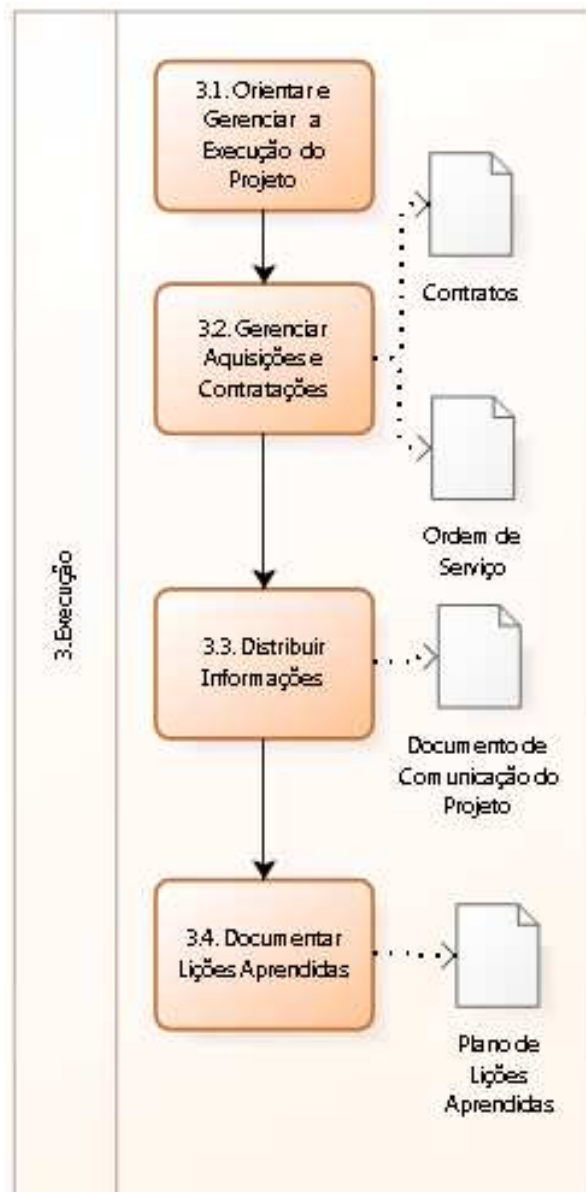 3.1. Orientar e
Gerenciar a
Execução do
Projeto
Contratos
3.2. Gerenciar
Aquisições e
Contratações
Ordem de
Serviço
3.Execução
3.3. Distribuir
Informações
Documento de
Comunicação do
Projeto
3.4. Documentar
Lições Aprendidas
Plano de
Lições
Aprendidas